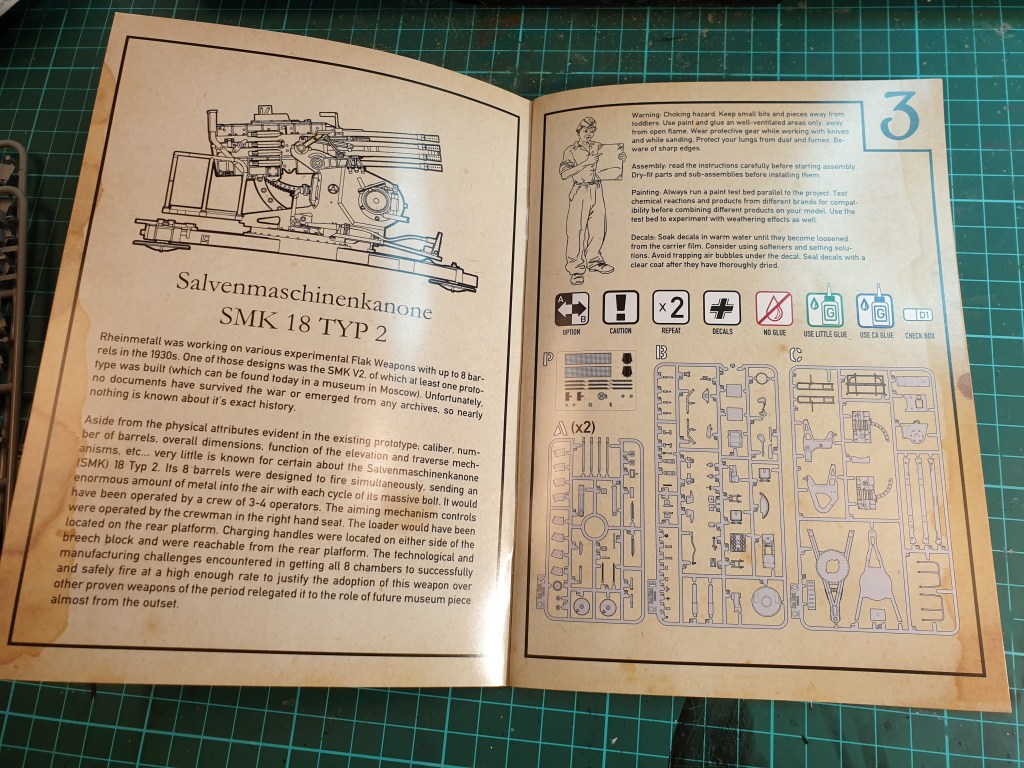 Salvenmaschinenkanone
SMK 18 TYP 2
Rheinmetall was working on various experimental Flak Weapons with up to 8 bar-
rels in the 1930s. One of those designs was the SMK V2, of which at least one proto-
type was built (which can be found today in a museum in Moscow). Unfortunately,
no documents have survived the war or emerged from any archives, so nearly
nothing is known about it's exact history.
Aside from the physical attributes evident in the existing prototype; caliber, num-
ber of barrels, overall dimensions, function of the elevation and traverse mech-
anisms, etc... very little is known for certain about the Salvenmaschinenkanone
(SMK) 18 Typ 2. Its 8 barrels were designed to fire simultaneously, sending an
enormous amount of metal into the air with each cycle of its massive bolt. It would
have been operated by a crew of 3-4 operators. The aiming mechanism controls
were operated by the crewman in the right hand seat. The loader would have been
located on the rear platform. Charging handles were located on either side of the
breech block and were reachable from the rear platform. The technological and
manufacturing challenges encountered in getting all 8 chambers to successfully
and safely fire at a high enough rate to justify the adoption of this weapon over
other proven weapons of the period relegated it to the role of future museum piece
almost from the outset.
3
Warning: Choking hazard. Keep small bits and pieces away from
toddlers. Use paint and glue an well-ventilated areas only, away
from open flame. Wear protective gear while working with knives
and while sanding. Protect your lungs from dust and fumes. Be-
ware of sharp edges.
Assembly: read the instructions carefully before starting assembly.
Dry-fit parts and sub-assemblies before installing them.
Painting: Always run a paint test bed parallel to the project. Test
chemical reactions and products from different brands for compat-
ibility before combining different products on your model. Use the
test bed to experiment with weathering effects as well.
Decals: Soak decals in warm water until they become loosened
from the carrier film. Consider using softeners and setting solu-
tions. Avoid trapping air bubbles under the decal. Seal decals with a
clear coat after they have thoroughly dried.
A B
! x2 G G D1
OPTION CAUTION REPEAT DECALS NO GLUE USE LITTLE GLUE USE CA GLUE CHECK BOX
P B C
A (x2)